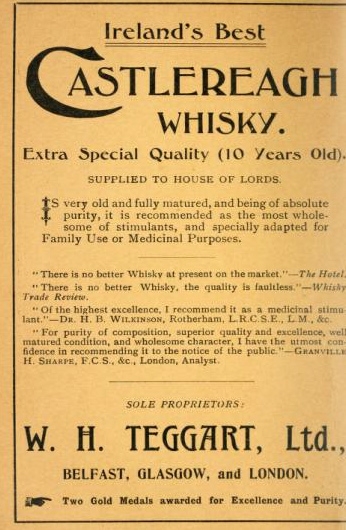 Ireland's Best
CASTLEREAGH
WHISKY.
Extra Special Quality (10 Years Old).
SUPPLIED TO HOUSE OF LORDS.
IS very old and fully matured, and being of absolute
purity, it is recommended as the most whole-
some of stimulants, and specially adapted for
Family Use or Medicinal Purposes.
"There is no better Whisky at present on the market."—The Hotel.
"There is no better Whisky, the quality is faultless."—Whisky
Trade Review.
"Of the highest excellence, I recommend it as a medicinal stimu-
lant."—DR. H. B. WILKINSON, Rotherham, L.R.C.S.E., L.M., &c.
"For purity of composition, superior quality and excellence, well
matured condition, and wholesome character, I have the utmost con-
fidence in recommending it to the notice of the public."—GRANVILLE
H. SHARPE, F.C.S., &c., London, Analyst.
SOLE PROPRIETORS:
W. H. TEGGART, Ltd.,
BELFAST, GLASGOW, and LONDON.
Two Gold Medals awarded for Excellence and Purity.